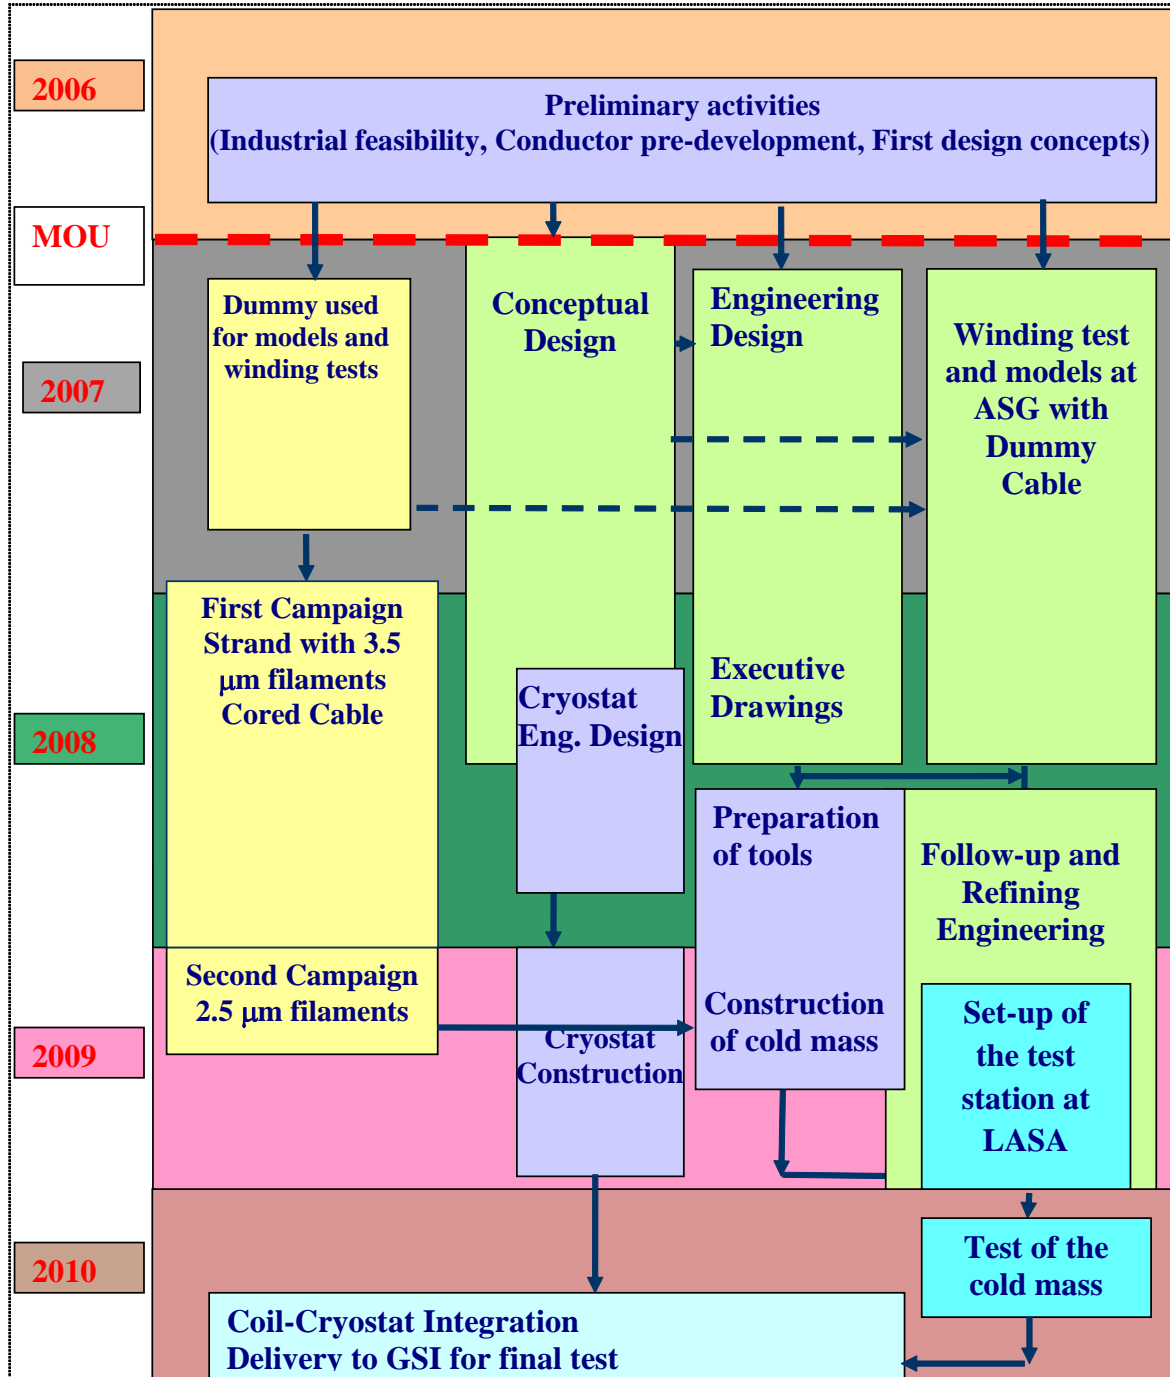 2006
Preliminary activities
(Industrial feasibility, Conductor pre-development, First design concepts)
MOU
Dummy used
for models and
winding tests
Conceptual
Design
Engineering
Design
Winding test
and models at
ASG with
Dummy
Cable
2007
First Campaign
Strand with 3.5
μm filaments
Cored Cable
Executive
Drawings
Cryostat
Eng. Design
2008
Preparation
of tools
Follow-up and
Refining
Engineering
Second Campaign
2.5 μm filaments
Construction
of cold mass
Set-up of
the test
station at
LASA
2009
Cryostat
Construction
2010
Test of the
cold mass
Coil-Cryostat Integration
Delivery to GSI for final test